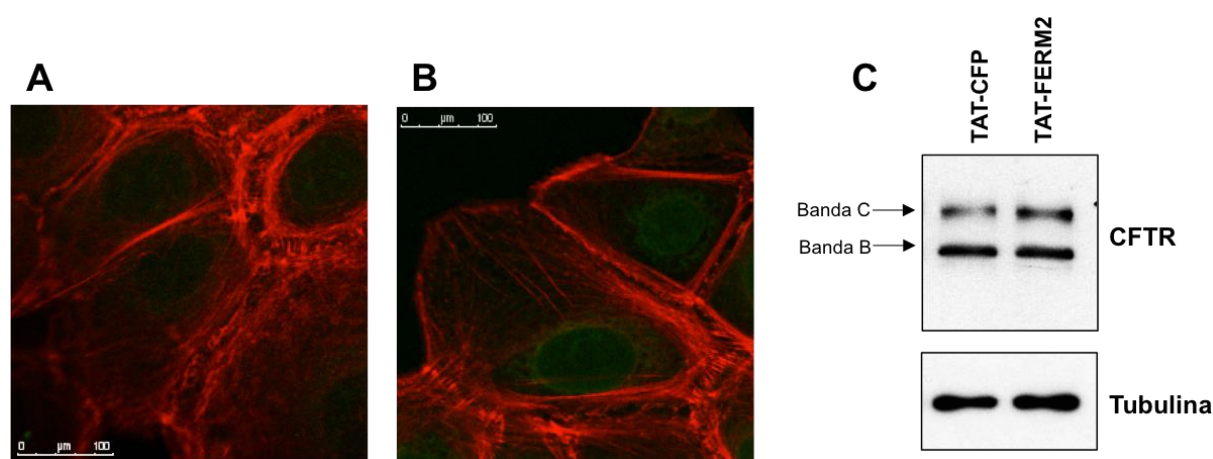 A
B
C
0 µm 100
0 µm 100
TAT-CFP
TAT-FERM2
Banda C
Banda B
CFTR
Tubulina